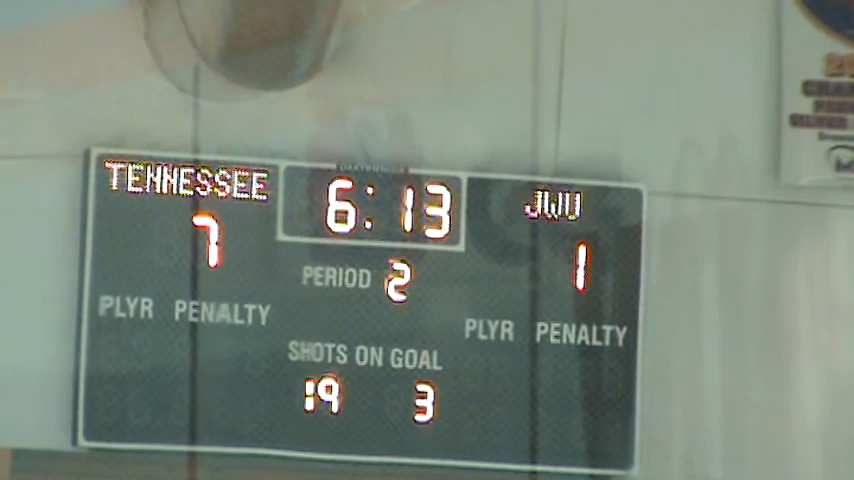 TENNESSEE 6:13 JWU
7 1
PERIOD 2
PLYR PENALTY PLYR PENALTY
SHOTS ON GOAL
19 3